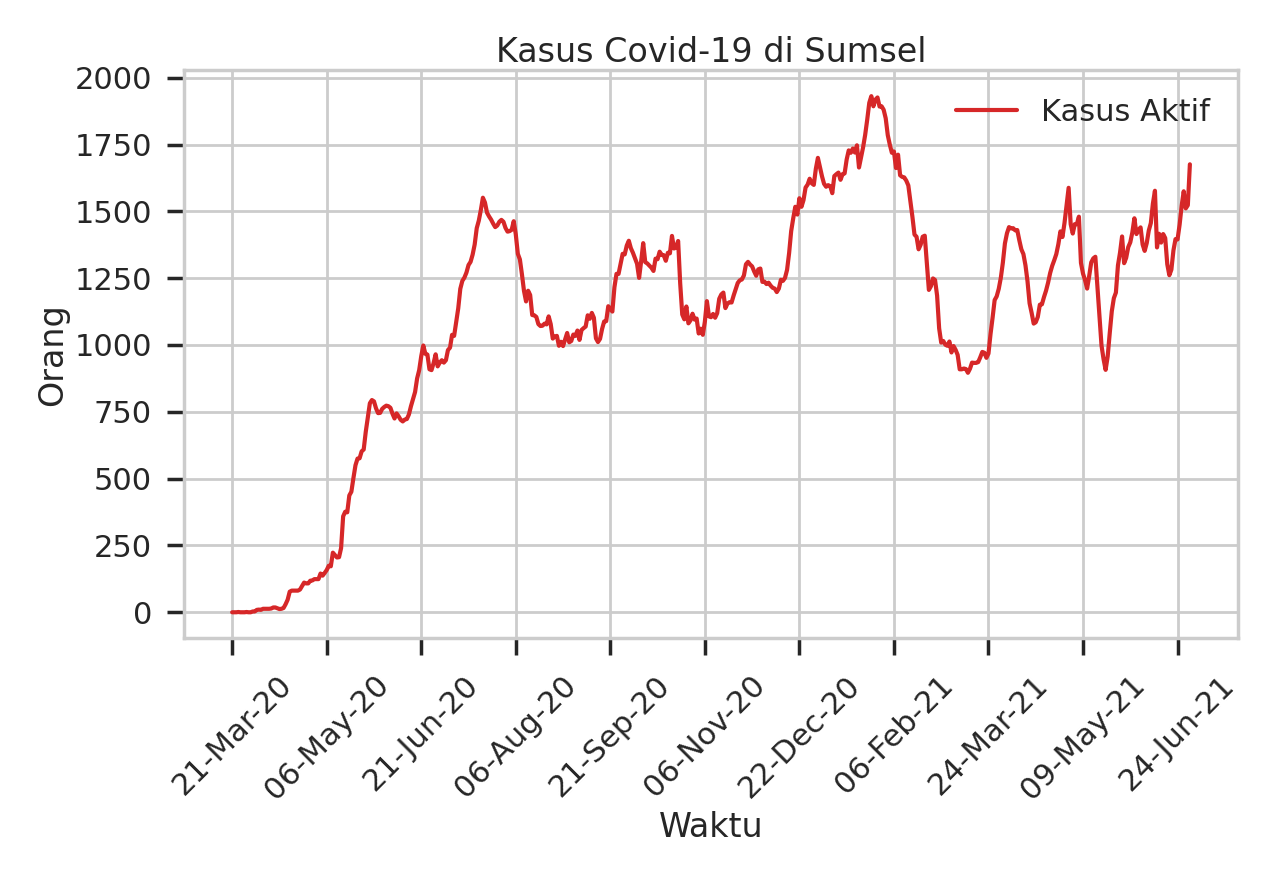 Kasus Covid-19 di Sumsel
Kasus Aktif
Orang
2000
1750
1500
1250
1000
750
500
250
0
21-Mar-20
06-May-20
21-Jun-20
06-Aug-20
21-Sep-20
06-Nov-20
22-Dec-20
06-Feb-21
24-Mar-21
09-May-21
24-Jun-21
Waktu